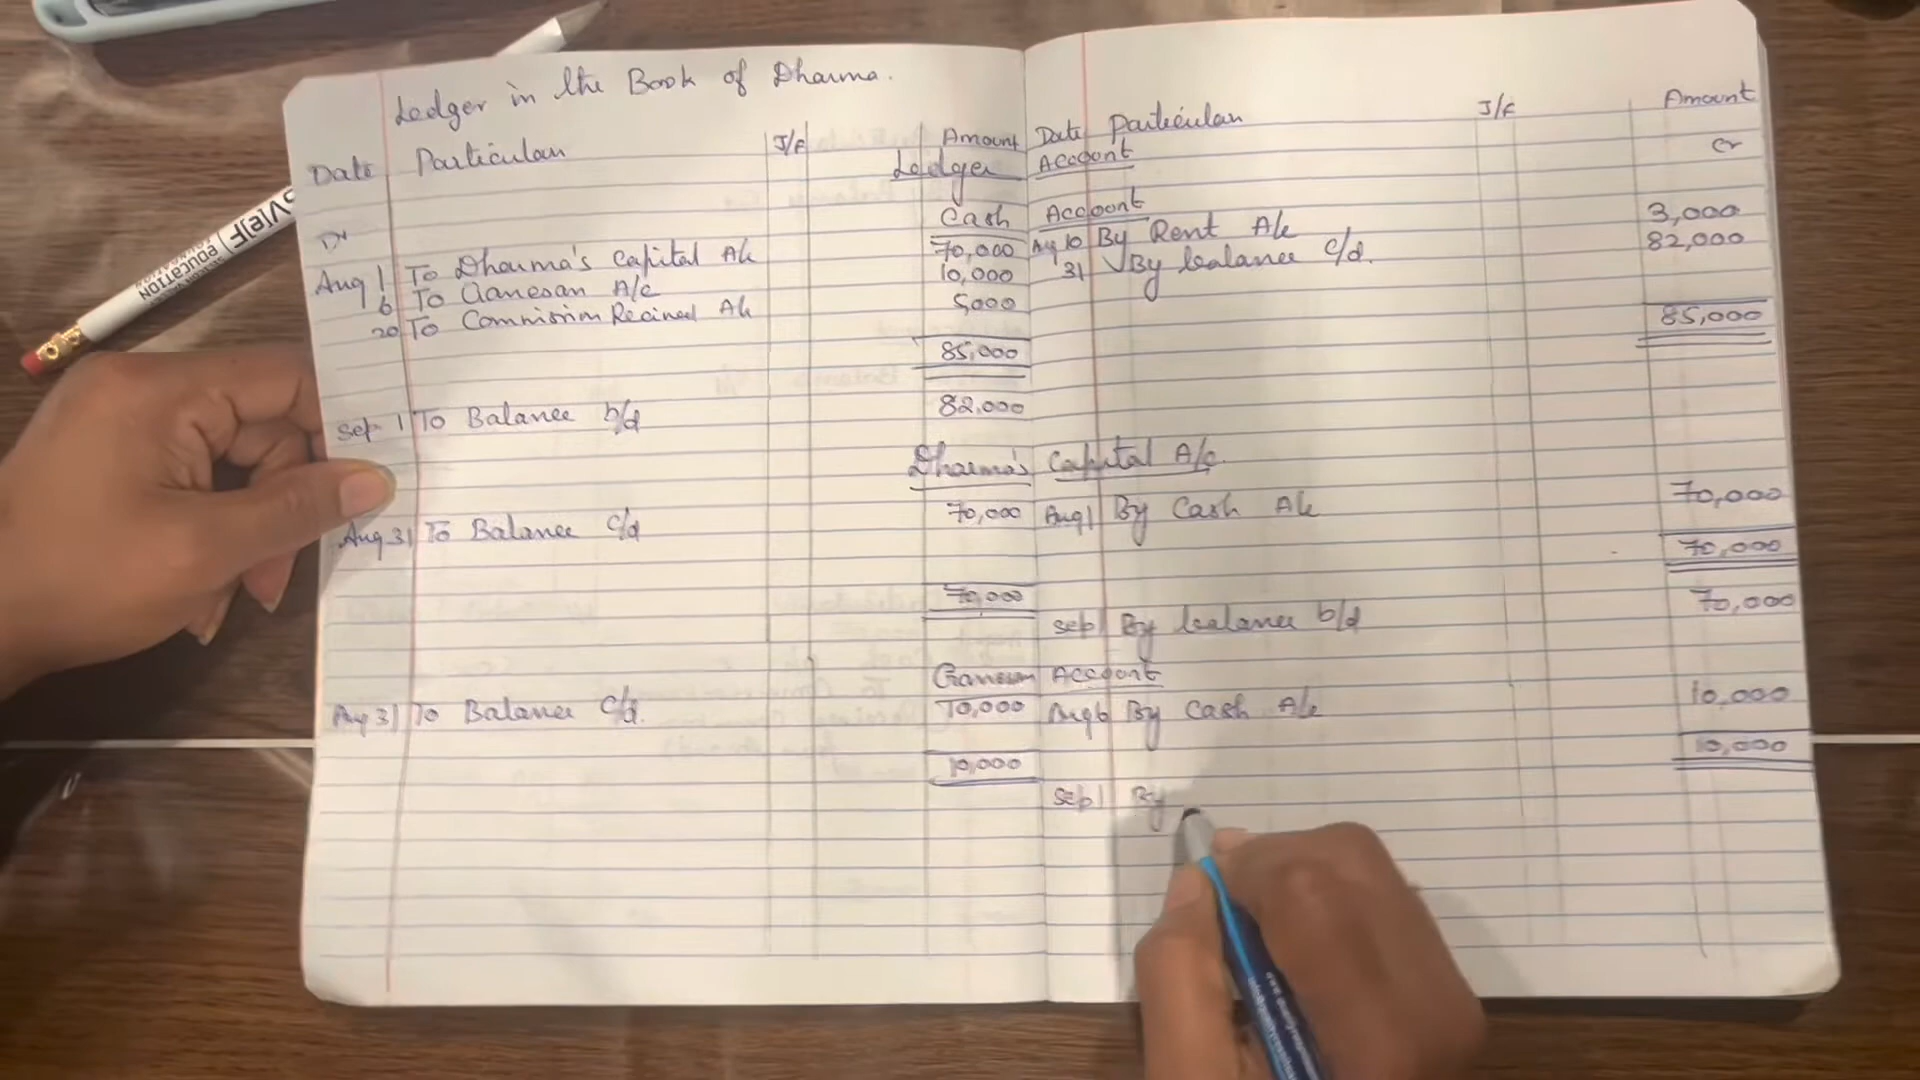 Ledger in the Book of Dharma.
Date Particulars J/F Amount Date Particulars J/F Amount
Ledger Account
Dr Cr
Cash Account
Aug 1 To Dharma's Capital A/c 70,000 Aug 10 By Rent A/c 3,000
6 To Ganesan A/c 10,000 31 By balance c/d. 82,000
20 To Commission Recived A/c 5000
85,000 85,000
Sep 1 To Balance b/d 82,000
Dharma's Capital A/c.
Aug 31 To Balance c/d 70,000 Aug 1 By Cash A/c 70,000
70,000 70,000
Sep 1 By balance b/d 70,000
Ganesan Account
Aug 31 To Balance c/d. 10,000 Aug 6 By Cash A/c 10,000
10,000 10,000
Sep 1 By
EDUCATION